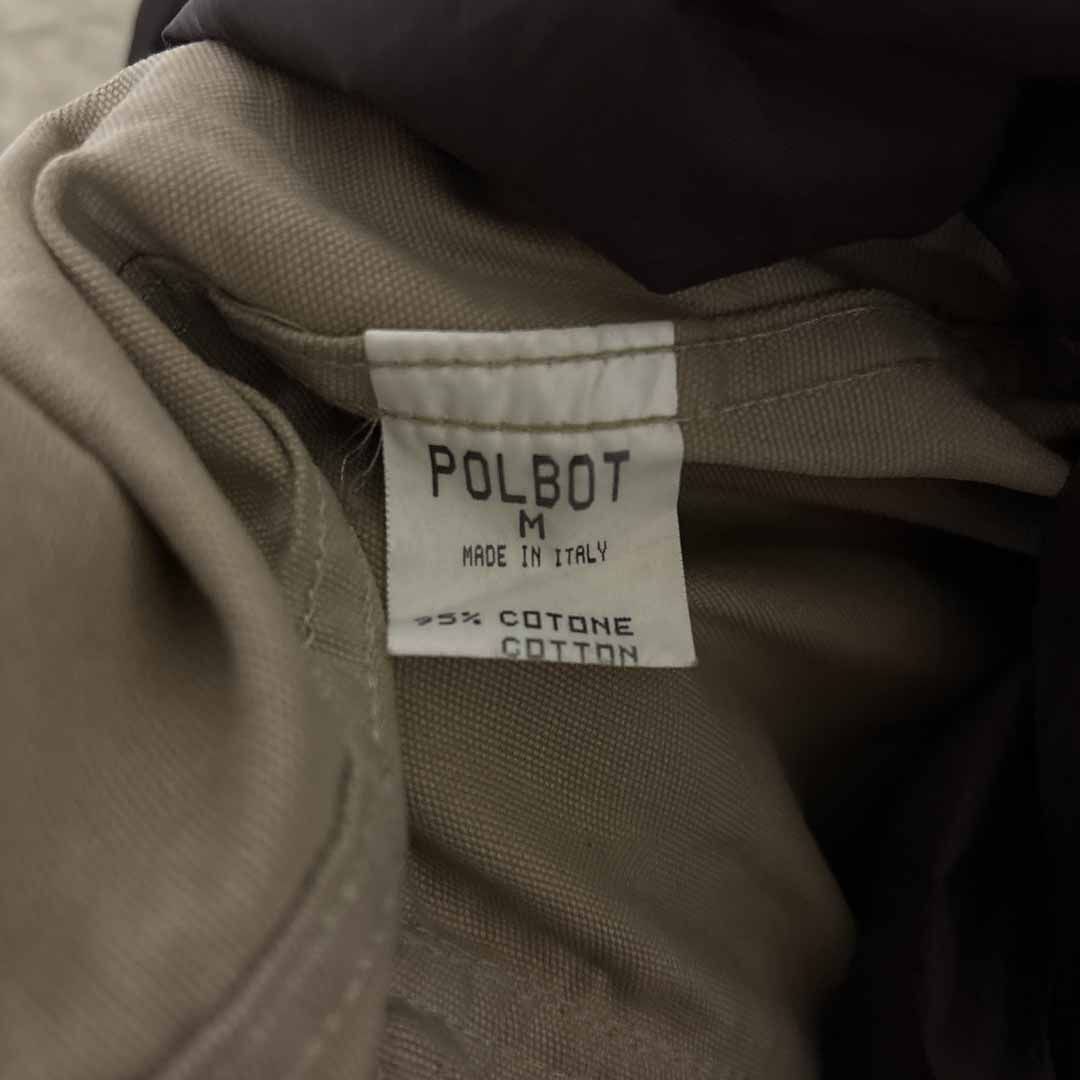 POLBOT
M
MADE IN ITALY
95% COTONE
COTTON